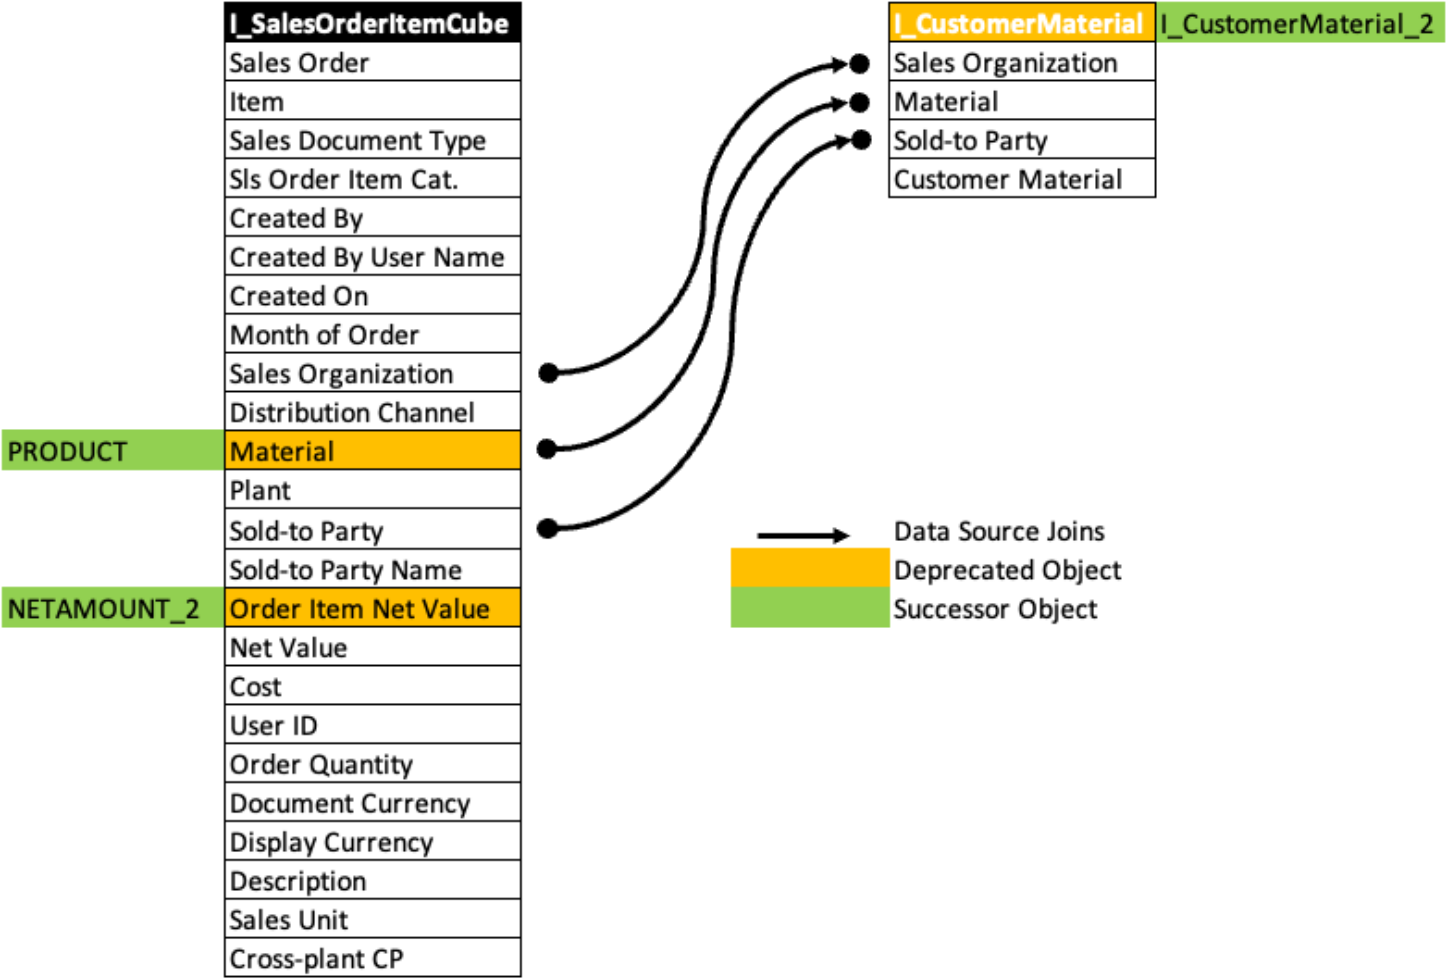 I_SalesOrderItemCube
Sales Order
Item
Sales Document Type
Sls Order Item Cat.
Created By
Created By User Name
Created On
Month of Order
Sales Organization
Distribution Channel
PRODUCT
Material
Plant
Sold-to Party
Sold-to Party Name
NETAMOUNT_2
Order Item Net Value
Net Value
Cost
User ID
Order Quantity
Document Currency
Display Currency
Description
Sales Unit
Cross-plant CP
I_CustomerMaterial
I_CustomerMaterial_2
Sales Organization
Material
Sold-to Party
Customer Material
Data Source Joins
Deprecated Object
Successor Object